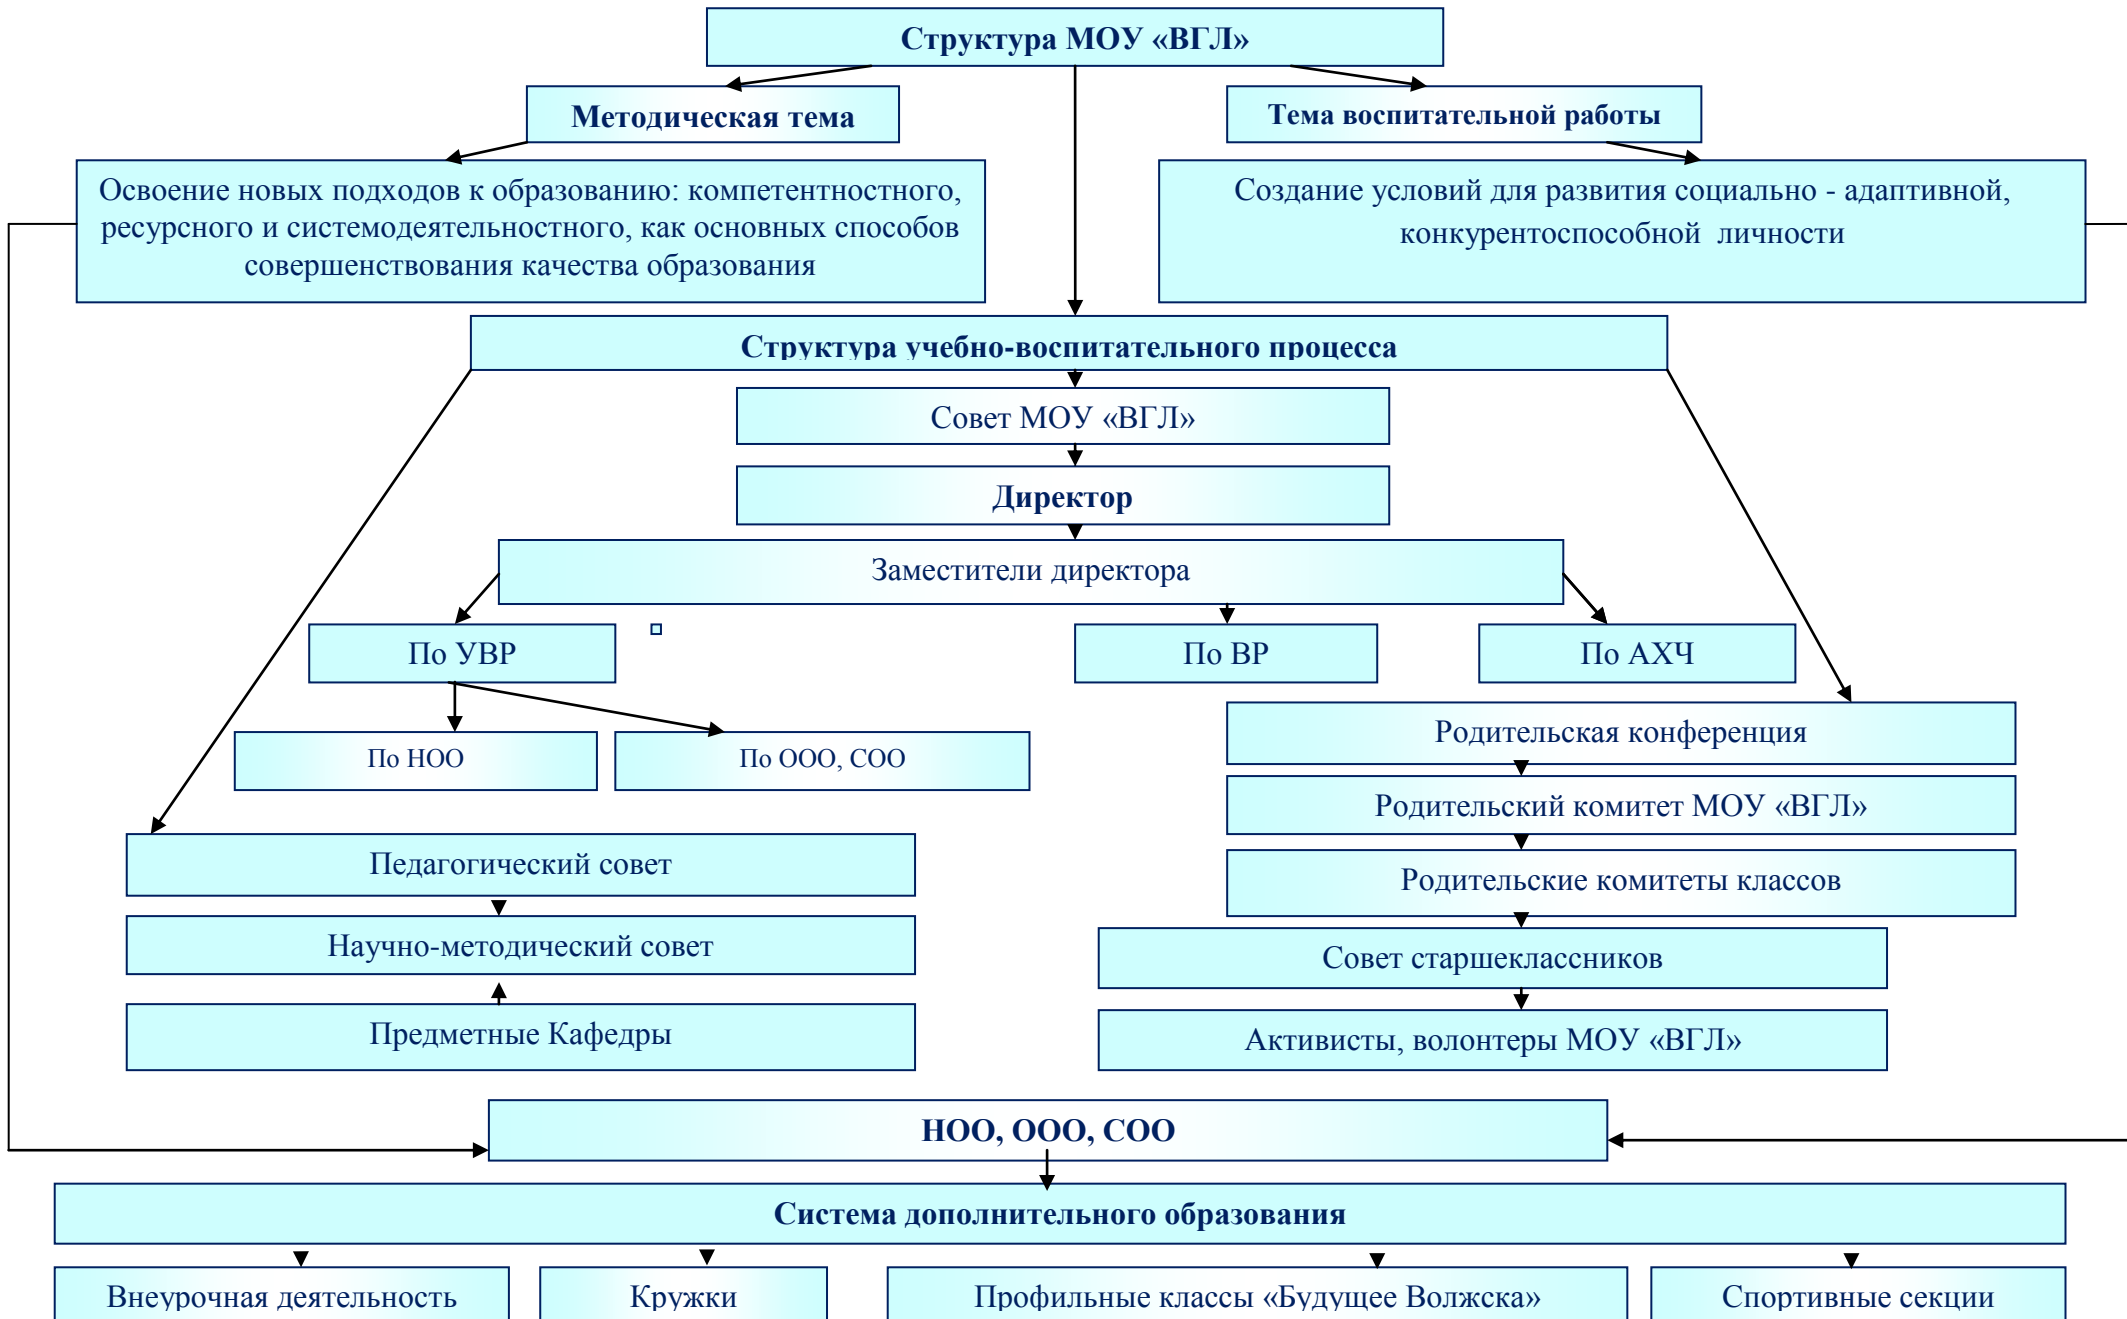 Структура МОУ «ВГЛ»
Методическая тема
Тема воспитательной работы
Освоение новых подходов к образованию: компетентностного,
ресурсного и системодеятельностного, как основных способов
совершенствования качества образования
Создание условий для развития социально - адаптивной,
конкурентоспособной личности
Структура учебно-воспитательного процесса
Совет МОУ «ВГЛ»
Директор
Заместители директора
По УВР
По ВР
По АХЧ
По НОО
По ООО, СОО
Родительская конференция
Родительский комитет МОУ «ВГЛ»
Родительские комитеты классов
Педагогический совет
Научно-методический совет
Предметные Кафедры
Совет старшеклассников
Активисты, волонтеры МОУ «ВГЛ»
НОО, ООО, СОО
Система дополнительного образования
Внеурочная деятельность
Кружки
Профильные классы «Будущее Волжска»
Спортивные секции